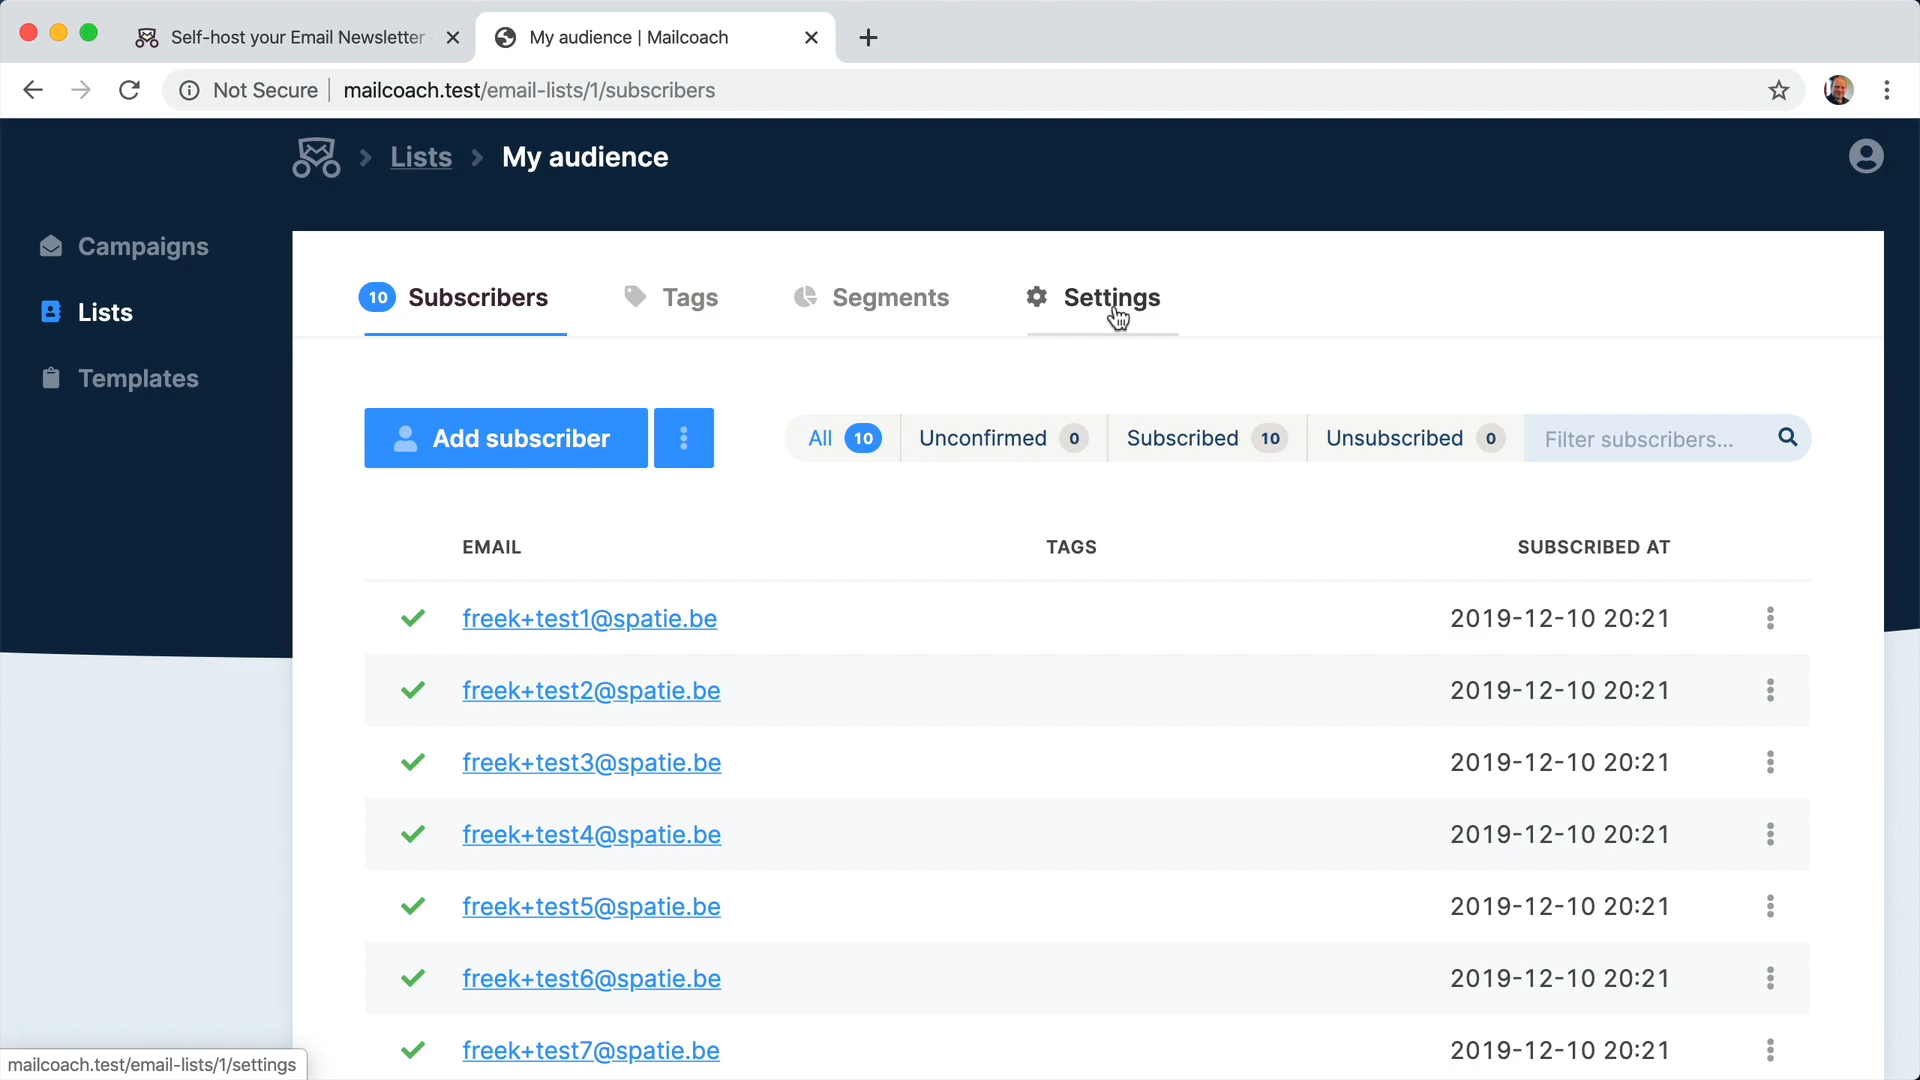 Self-host your Email Newsletter
My audience | Mailcoach
Not Secure | mailcoach.test/email-lists/1/subscribers
Lists
My audience
Campaigns
Lists
Templates
10 Subscribers
Tags
Segments
Settings
Add subscriber
All 10
Unconfirmed 0
Subscribed 10
Unsubscribed 0
Filter subscribers...
EMAIL TAGS SUBSCRIBED AT
freek+test1@spatie.be 2019-12-10 20:21
freek+test2@spatie.be 2019-12-10 20:21
freek+test3@spatie.be 2019-12-10 20:21
freek+test4@spatie.be 2019-12-10 20:21
freek+test5@spatie.be 2019-12-10 20:21
freek+test6@spatie.be 2019-12-10 20:21
freek+test7@spatie.be 2019-12-10 20:21
mailcoach.test/email-lists/1/settings